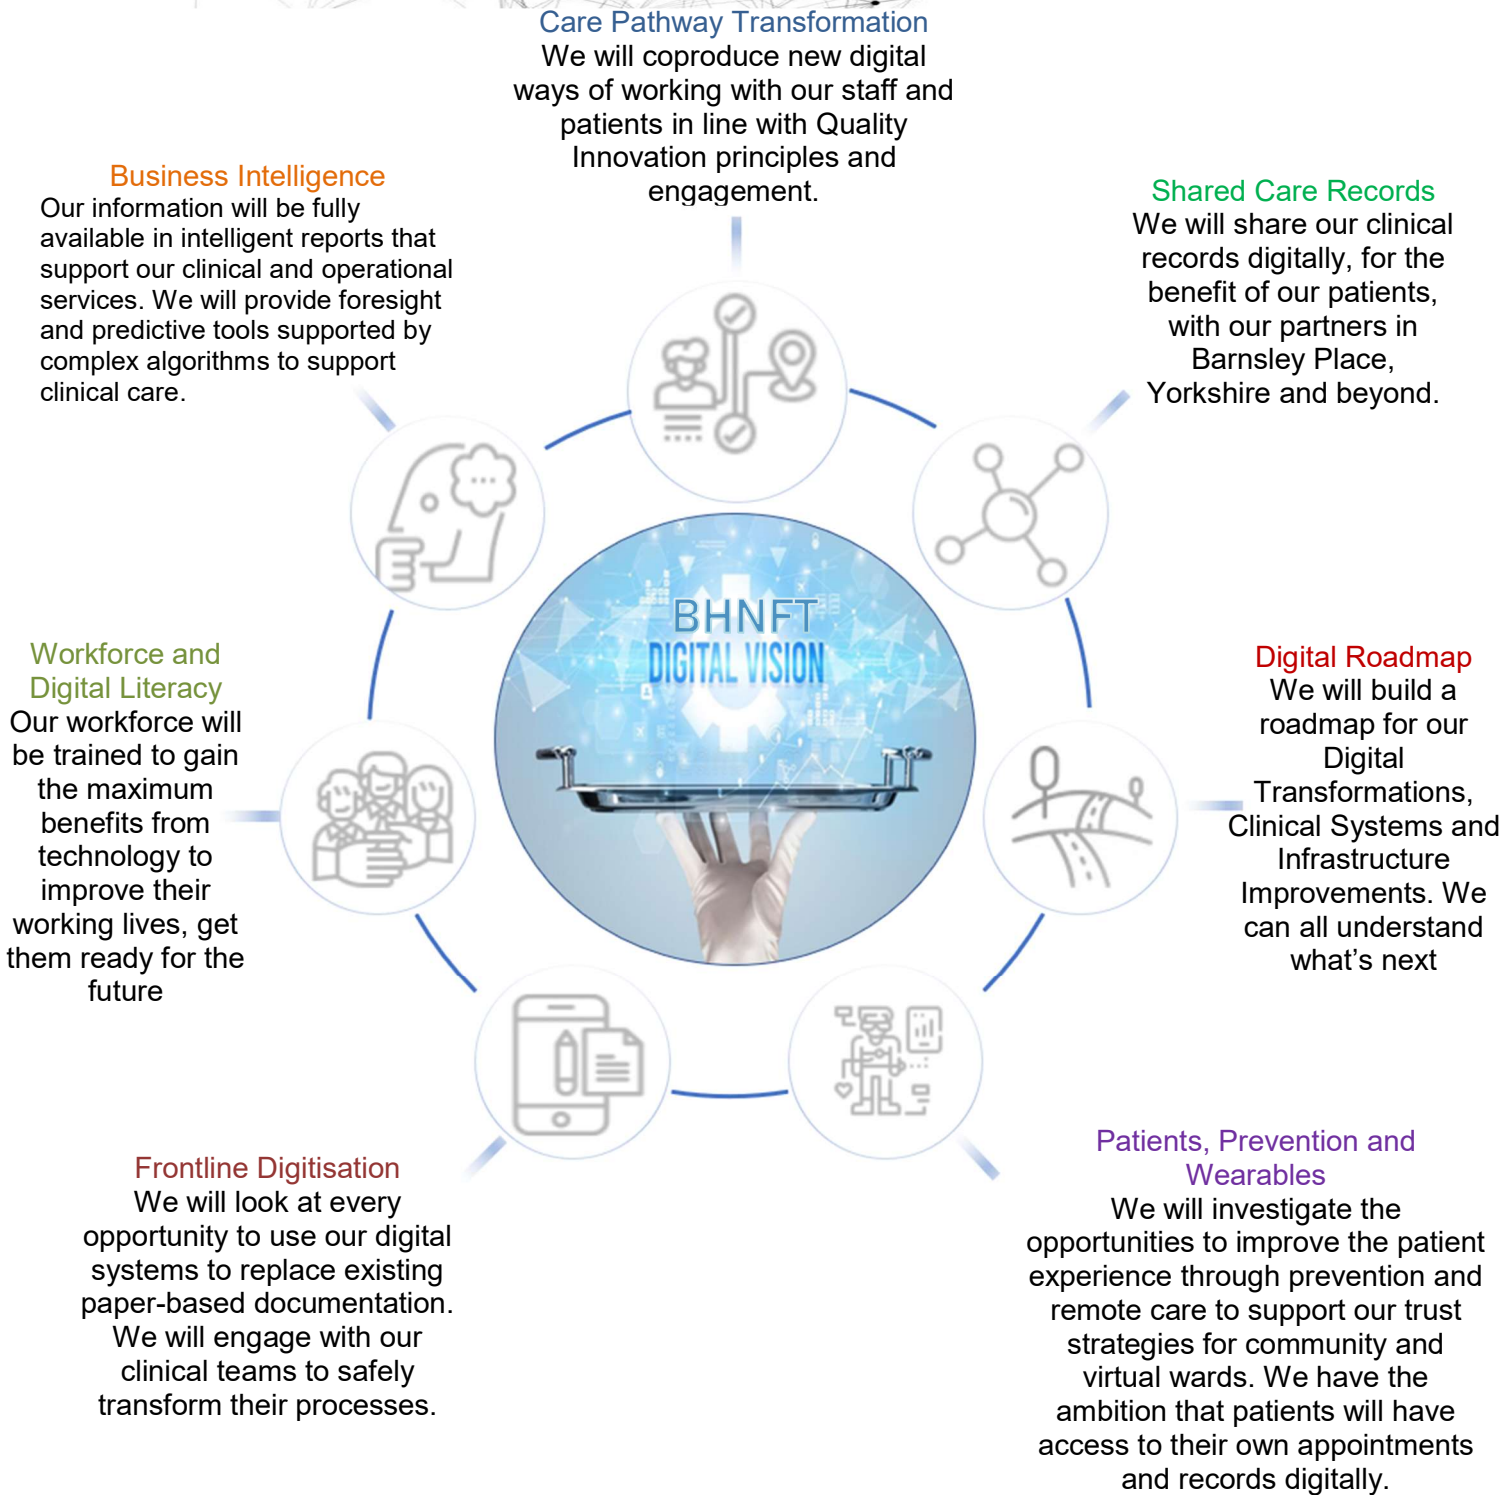 Care Pathway Transformation
We will coproduce new digital
ways of working with our staff and
patients in line with Quality
Innovation principles and
engagement.
Business Intelligence
Our information will be fully
available in intelligent reports that
support our clinical and operational
services. We will provide foresight
and predictive tools supported by
complex algorithms to support
clinical care.
Shared Care Records
We will share our clinical
records digitally, for the
benefit of our patients,
with our partners in
Barnsley Place,
Yorkshire and beyond.
BHNFT
DIGITAL VISION
Workforce and
Digital Literacy
Our workforce will
be trained to gain
the maximum
benefits from
technology to
improve their
working lives, get
them ready for the
future
Digital Roadmap
We will build a
roadmap for our
Digital
Transformations,
Clinical Systems and
Infrastructure
Improvements. We
can all understand
what’s next
Frontline Digitisation
We will look at every
opportunity to use our digital
systems to replace existing
paper-based documentation.
We will engage with our
clinical teams to safely
transform their processes.
Patients, Prevention and
Wearables
We will investigate the
opportunities to improve the patient
experience through prevention and
remote care to support our trust
strategies for community and
virtual wards. We have the
ambition that patients will have
access to their own appointments
and records digitally.